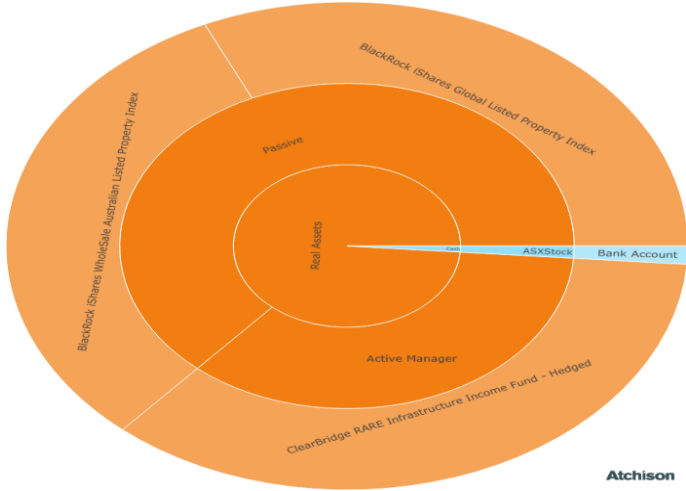 BlackRock iShares Global Listed Property Index
BlackRock iShares WholeSale Australian Listed Property Index
Passive
Real Assets
Cash
ASXStock
Bank Account
Active Manager
ClearBridge RARE Infrastructure Income Fund - Hedged
Atchison